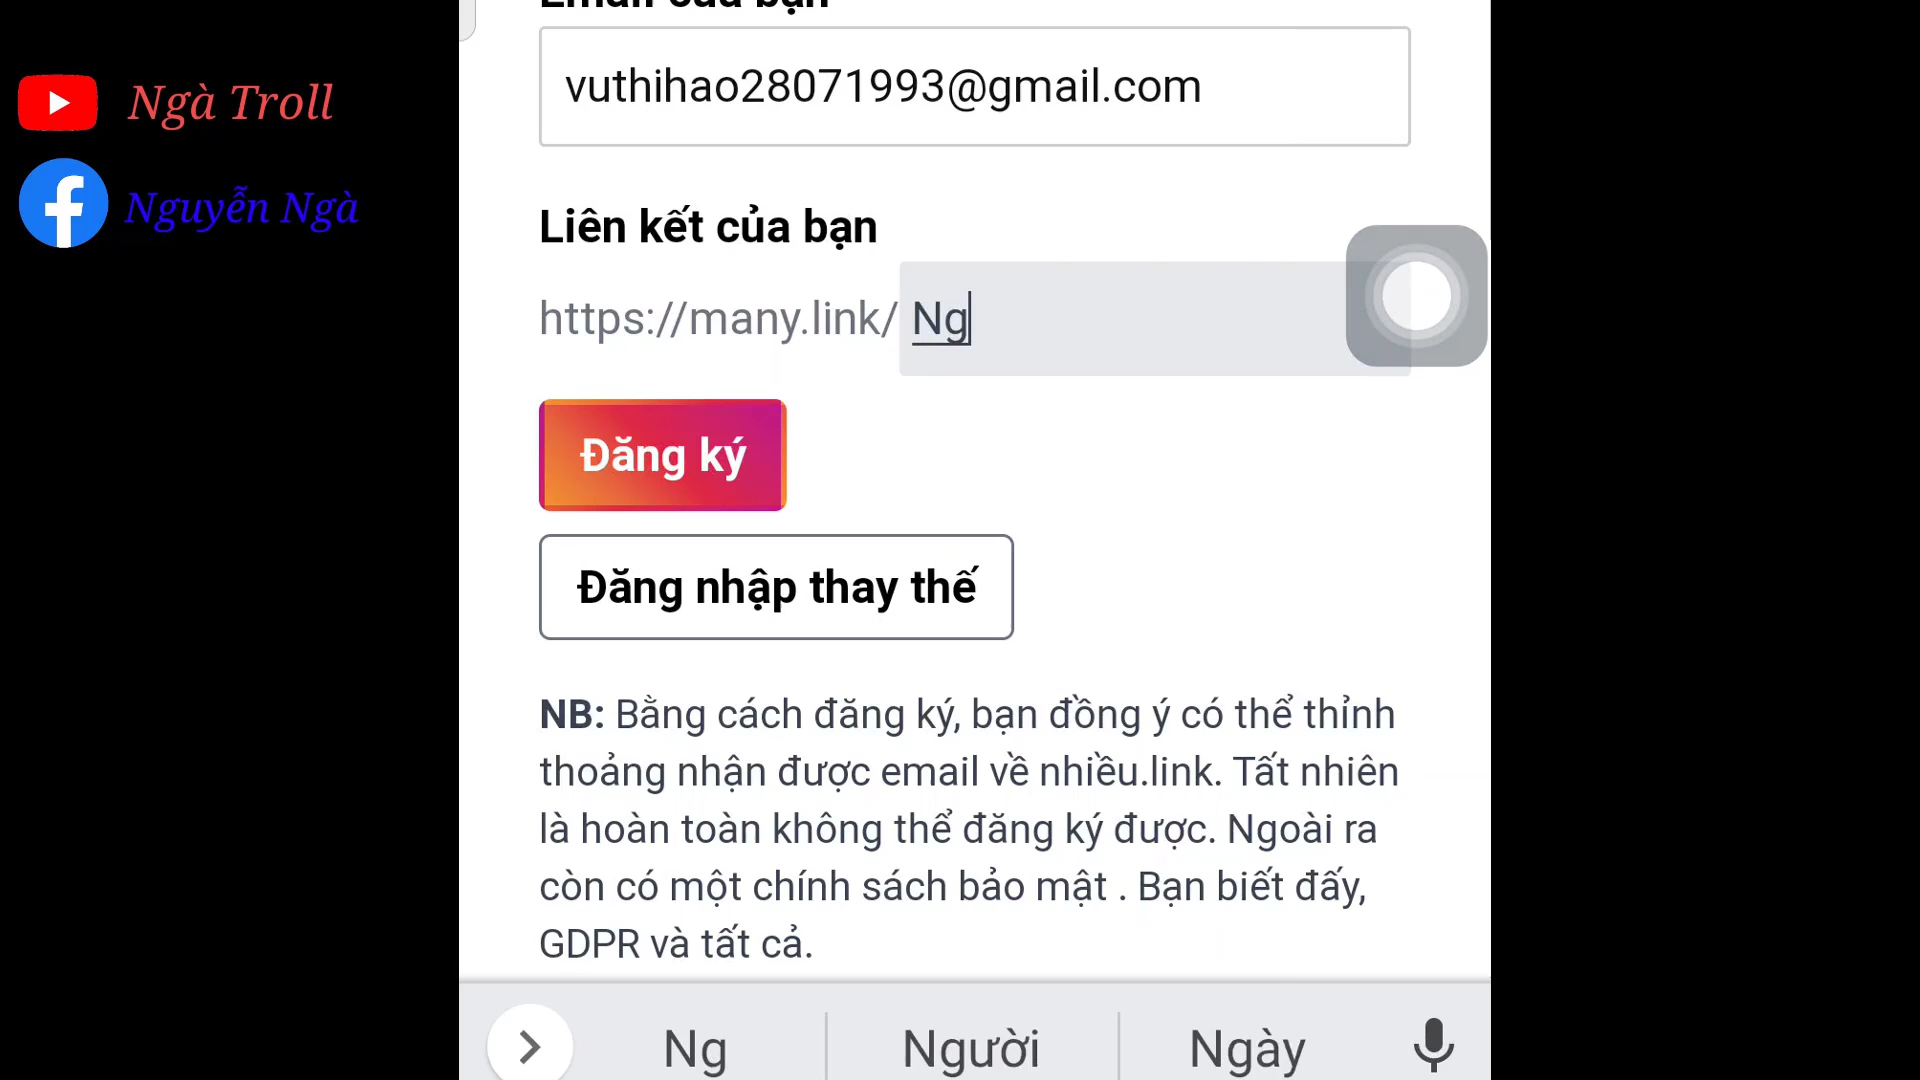 Email của bạn
Ngà Troll
vuthihao28071993@gmail.com
Nguyễn Ngà
Liên kết của bạn
https://many.link/ Ng
Đăng ký
Đăng nhập thay thế
NB: Bằng cách đăng ký, bạn đồng ý có thể thỉnh
thoảng nhận được email về nhiều.link. Tất nhiên
là hoàn toàn không thể đăng ký được. Ngoài ra
còn có một chính sách bảo mật . Bạn biết đấy,
GDPR và tất cả.
Ng Người Ngày